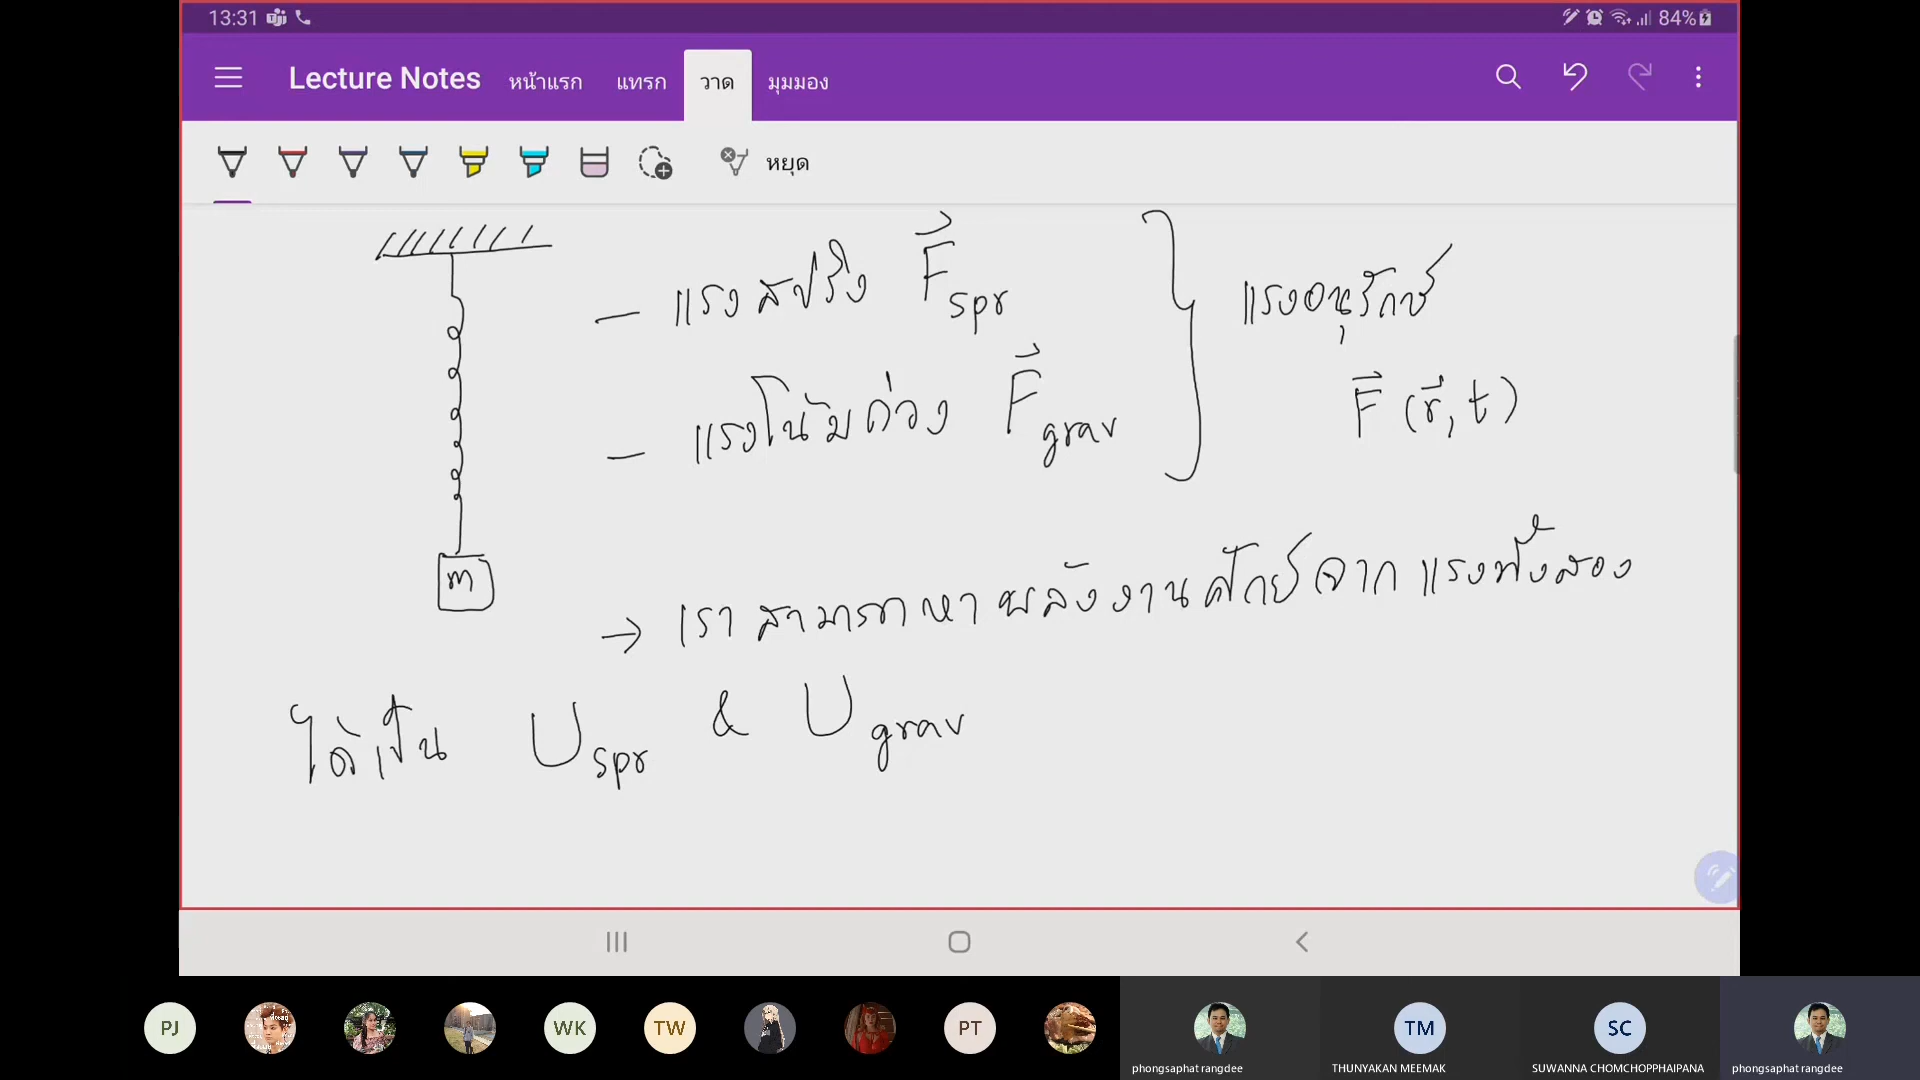 13:31 84%
Lecture Notes หน้าแรก แทรก วาด มุมมอง
หยุด
– แรงสปริง F⃗spr
– แรงโน้มถ่วง F⃗grav
แรงอนุรักษ์
F⃗ (r⃗, t)
m
→ เราสามารถหาพลังงานศักย์จากแรงทั้งสอง
ได้เป็น Uspr & Ugrav
PJ WK TW PT TM SC
phongsaphat rangdee THUNYAKAN MEEMAK SUWANNA CHOMCHOPPHAIPANA phongsaphat rangdee